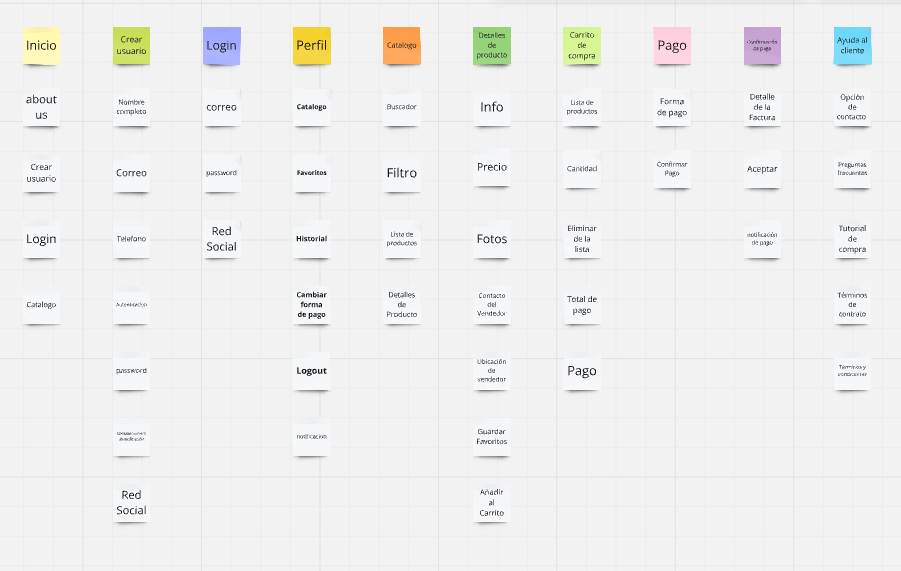 Inicio
Crear
usuario
Login
Perfil
Catalogo
Detalles
de
producto
Carrito
de
compra
Pago
Confirmación
de pago
Ayuda al
cliente
about
us
Nombre
completo
correo
Catalogo
Buscador
Info
Lista de
productos
Forma
de pago
Detalle
de la
Factura
Opción
de
contacto
Crear
usuario
Correo
password
Favoritos
Filtro
Precio
Cantidad
Confirmar
Pago
Aceptar
Preguntas
frecuentes
Login
Telefono
Red
Social
Historial
Lista de
productos
Fotos
Eliminar
de la
lista
notificación
de pago
Tutorial
de
compra
Catalogo
Autenticacion
Cambiar
forma
de pago
Detalles
de
Producto
Contacto
del
Vendedor
Total de
pago
Términos
de
contrato
password
Logout
Ubicación
de
vendedor
Pago
Términos y
condiciones
notificacion
Guardar
Favoritos
Red
Social
Añadir
al
Carrito